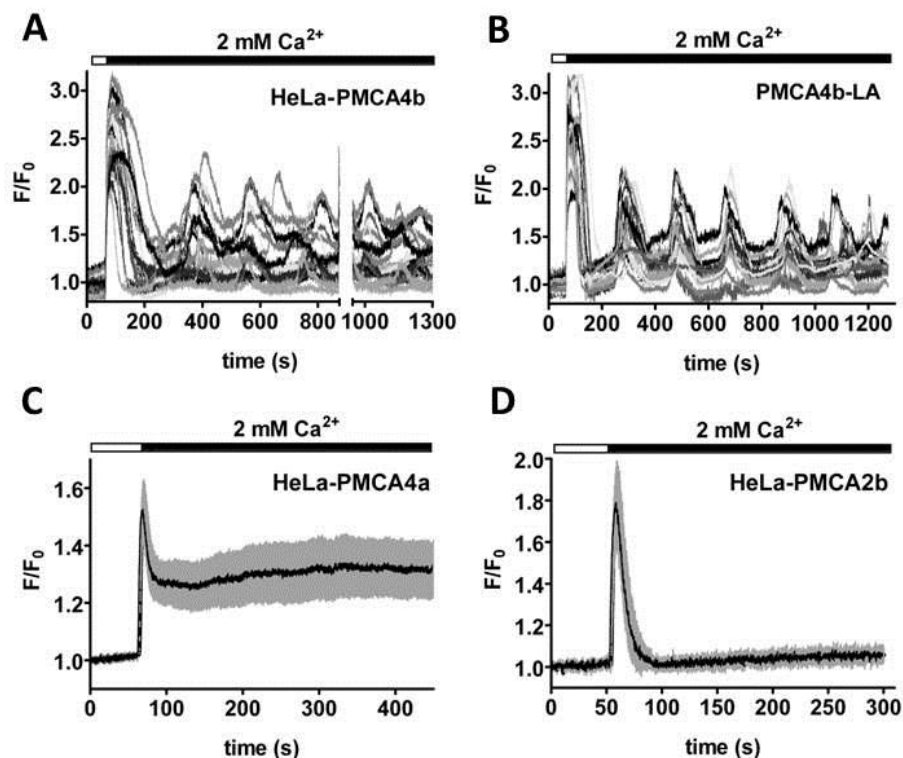 A
2 mM Ca²⁺
HeLa-PMCA4b
F/F₀
3.0
2.5
2.0
1.5
1.0
0 200 400 600 800 1000 1300
time (s)
B
2 mM Ca²⁺
PMCA4b-LA
F/F₀
3.0
2.5
2.0
1.5
1.0
0 200 400 600 800 1000 1200
time (s)
C
2 mM Ca²⁺
HeLa-PMCA4a
F/F₀
1.6
1.4
1.2
1.0
0 100 200 300 400
time (s)
D
2 mM Ca²⁺
HeLa-PMCA2b
F/F₀
2.0
1.8
1.6
1.4
1.2
1.0
0 50 100 150 200 250 300
time (s)